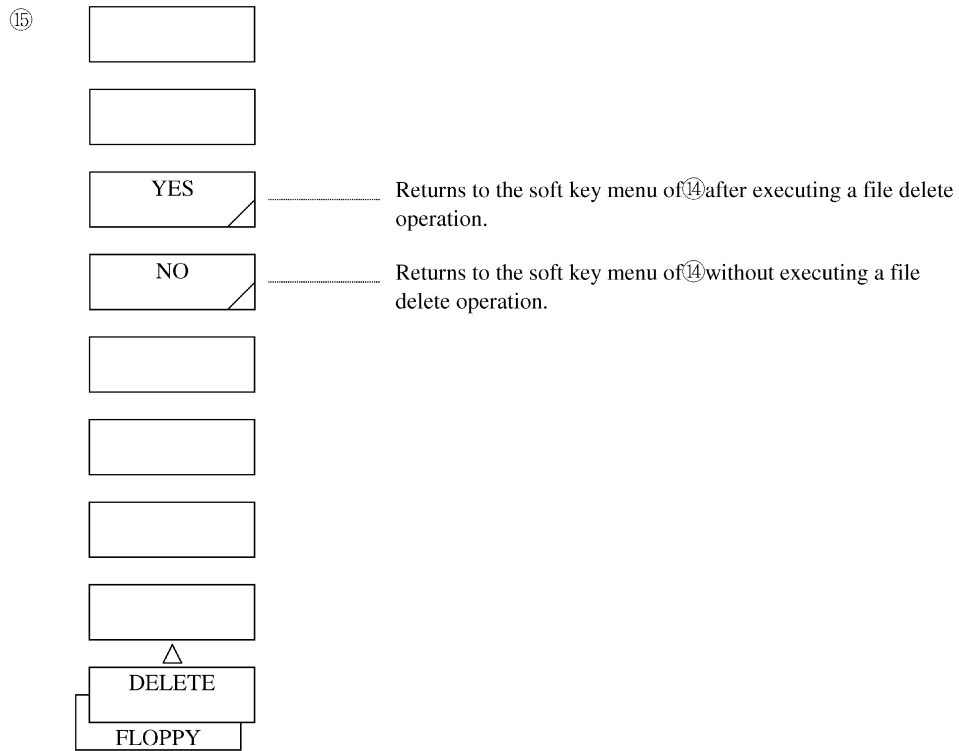 ⑮
YES
Returns to the soft key menu of⑭after executing a file delete
operation.
NO
Returns to the soft key menu of⑭without executing a file
delete operation.
DELETE
FLOPPY